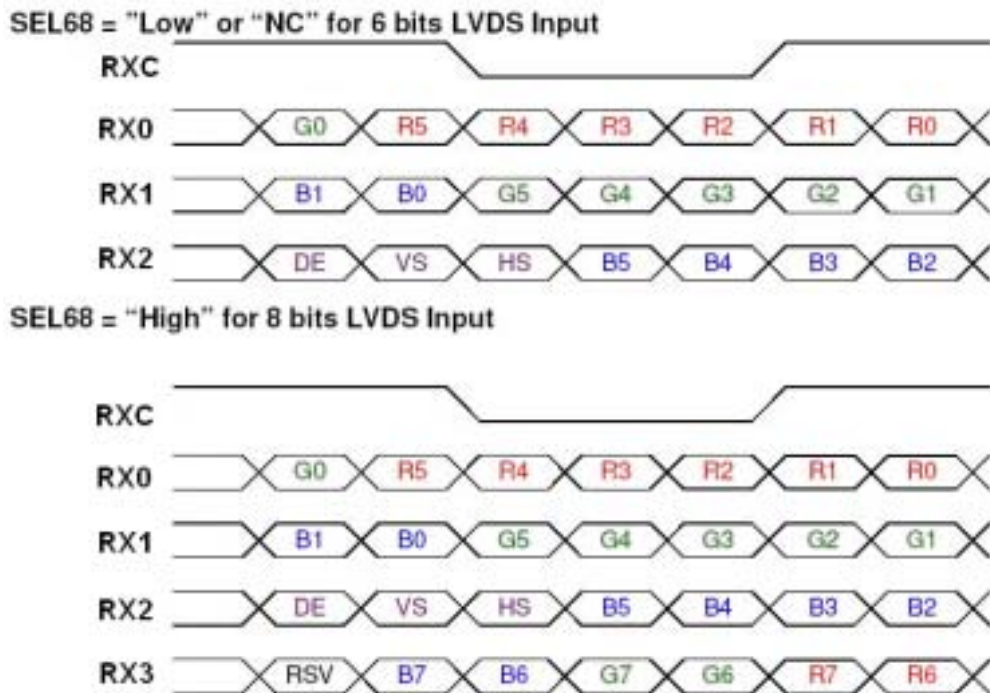 SEL68 = "Low" or "NC" for 6 bits LVDS Input
RXC
RX0 G0 R5 R4 R3 R2 R1 R0
RX1 B1 B0 G5 G4 G3 G2 G1
RX2 DE VS HS B5 B4 B3 B2
SEL68 = "High" for 8 bits LVDS Input
RXC
RX0 G0 R5 R4 R3 R2 R1 R0
RX1 B1 B0 G5 G4 G3 G2 G1
RX2 DE VS HS B5 B4 B3 B2
RX3 RSV B7 B6 G7 G6 R7 R6